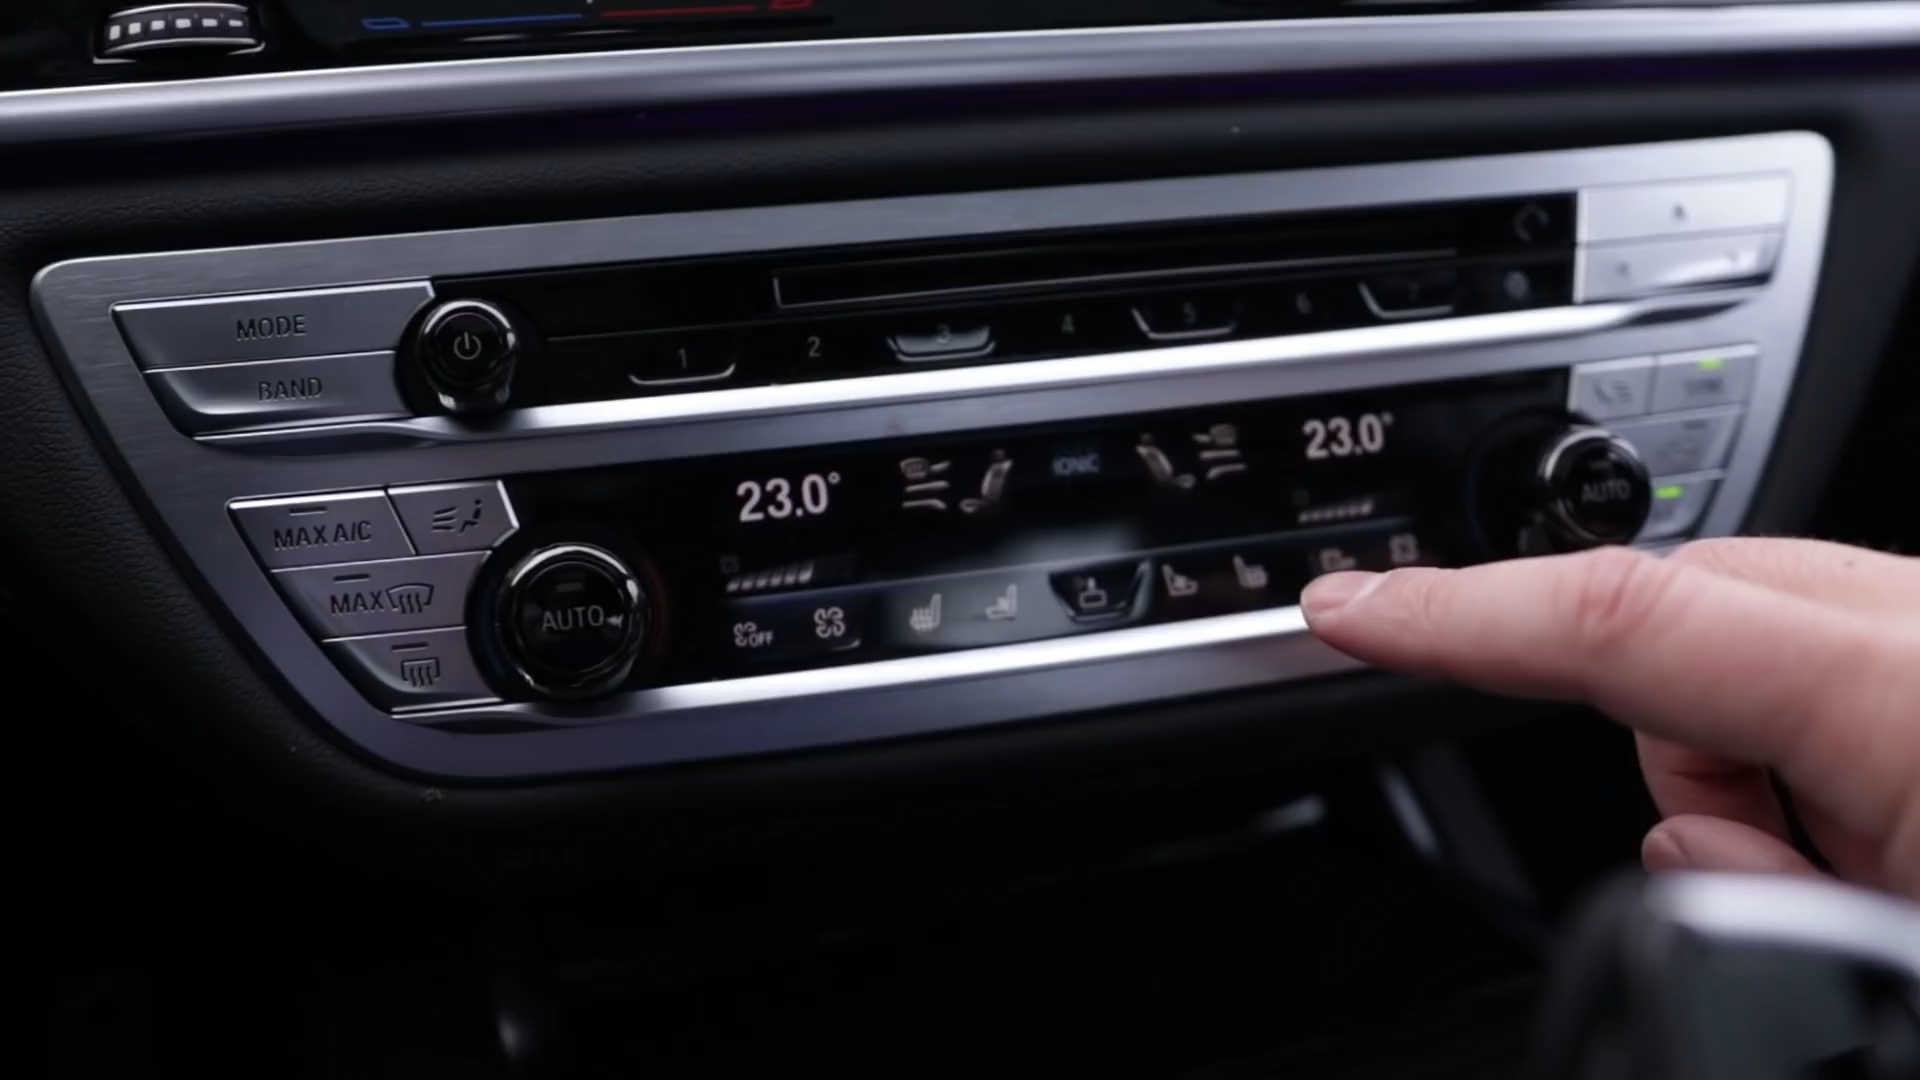 MODE
BAND
1 2 3 4 5 6 7
23.0°
23.0°
IONIC
MAX A/C
MAX
AUTO
AUTO
OFF